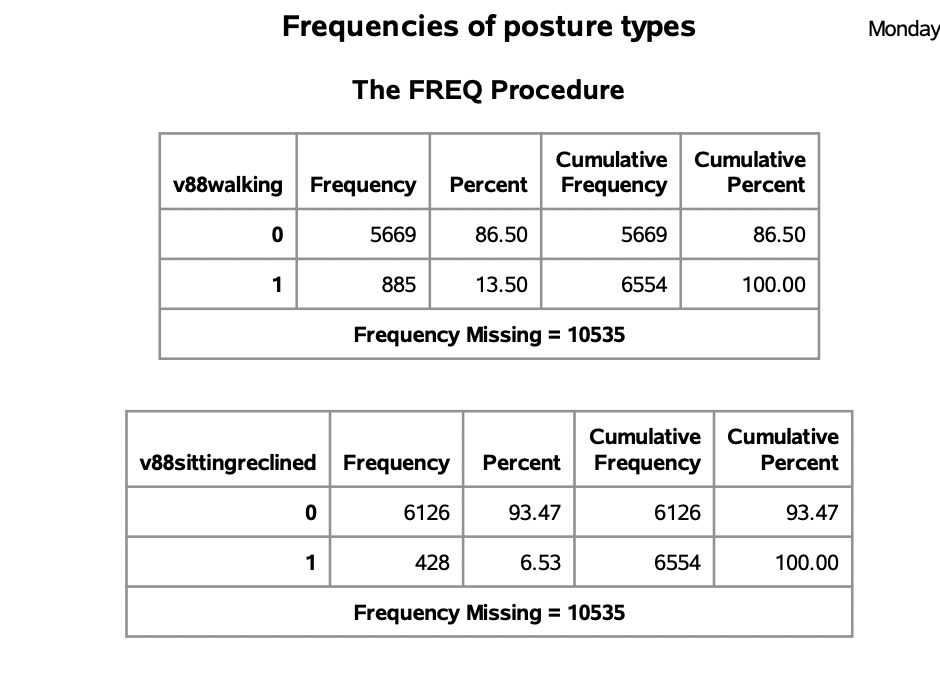 Frequencies of posture types
Monday
The FREQ Procedure
v88walking Frequency Percent Cumulative Frequency Cumulative Percent
0 5669 86.50 5669 86.50
1 885 13.50 6554 100.00
Frequency Missing = 10535
v88sittingreclined Frequency Percent Cumulative Frequency Cumulative Percent
0 6126 93.47 6126 93.47
1 428 6.53 6554 100.00
Frequency Missing = 10535